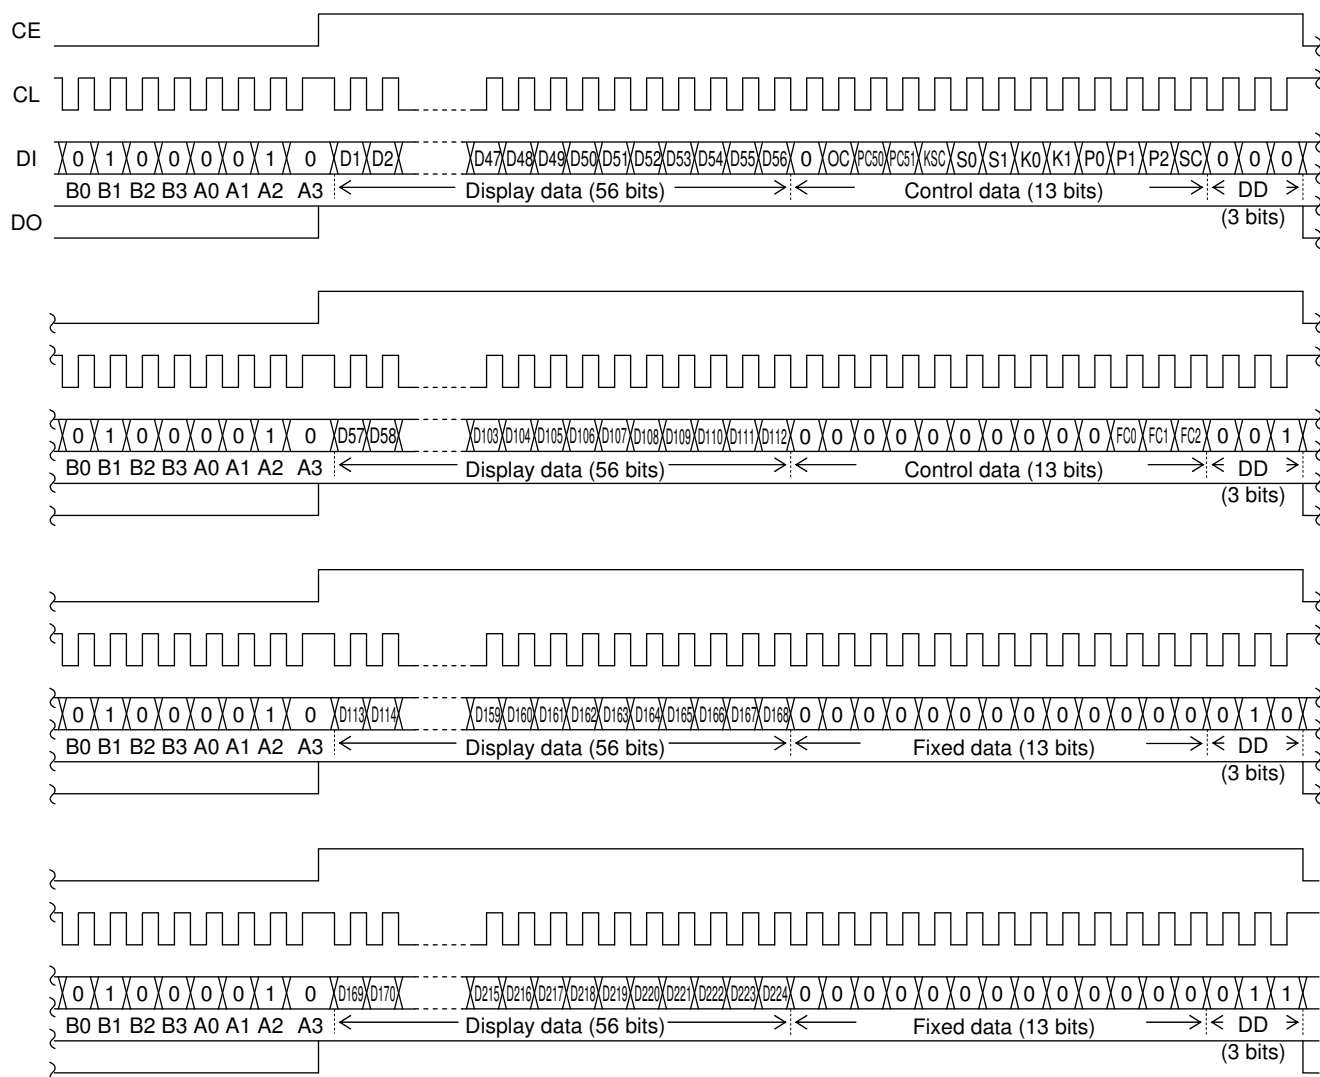 CE
CL
DI 0 1 0 0 0 0 1 0 D1 D2 D47 D48 D49 D50 D51 D52 D53 D54 D55 D56 0 OC PC50 PC51 KSC S0 S1 K0 K1 P0 P1 P2 SC 0 0 0
B0 B1 B2 B3 A0 A1 A2 A3 Display data (56 bits) Control data (13 bits) DD
DO (3 bits)
0 1 0 0 0 0 1 0 D57 D58 D103 D104 D105 D106 D107 D108 D109 D110 D111 D112 0 0 0 0 0 0 0 0 0 0 FC0 FC1 FC2 0 0 1
B0 B1 B2 B3 A0 A1 A2 A3 Display data (56 bits) Control data (13 bits) DD
(3 bits)
0 1 0 0 0 0 1 0 D113 D114 D159 D160 D161 D162 D163 D164 D165 D166 D167 D168 0 0 0 0 0 0 0 0 0 0 0 0 0 0 1 0
B0 B1 B2 B3 A0 A1 A2 A3 Display data (56 bits) Fixed data (13 bits) DD
(3 bits)
0 1 0 0 0 0 1 0 D169 D170 D215 D216 D217 D218 D219 D220 D221 D222 D223 D224 0 0 0 0 0 0 0 0 0 0 0 0 0 0 1 1
B0 B1 B2 B3 A0 A1 A2 A3 Display data (56 bits) Fixed data (13 bits) DD
(3 bits)